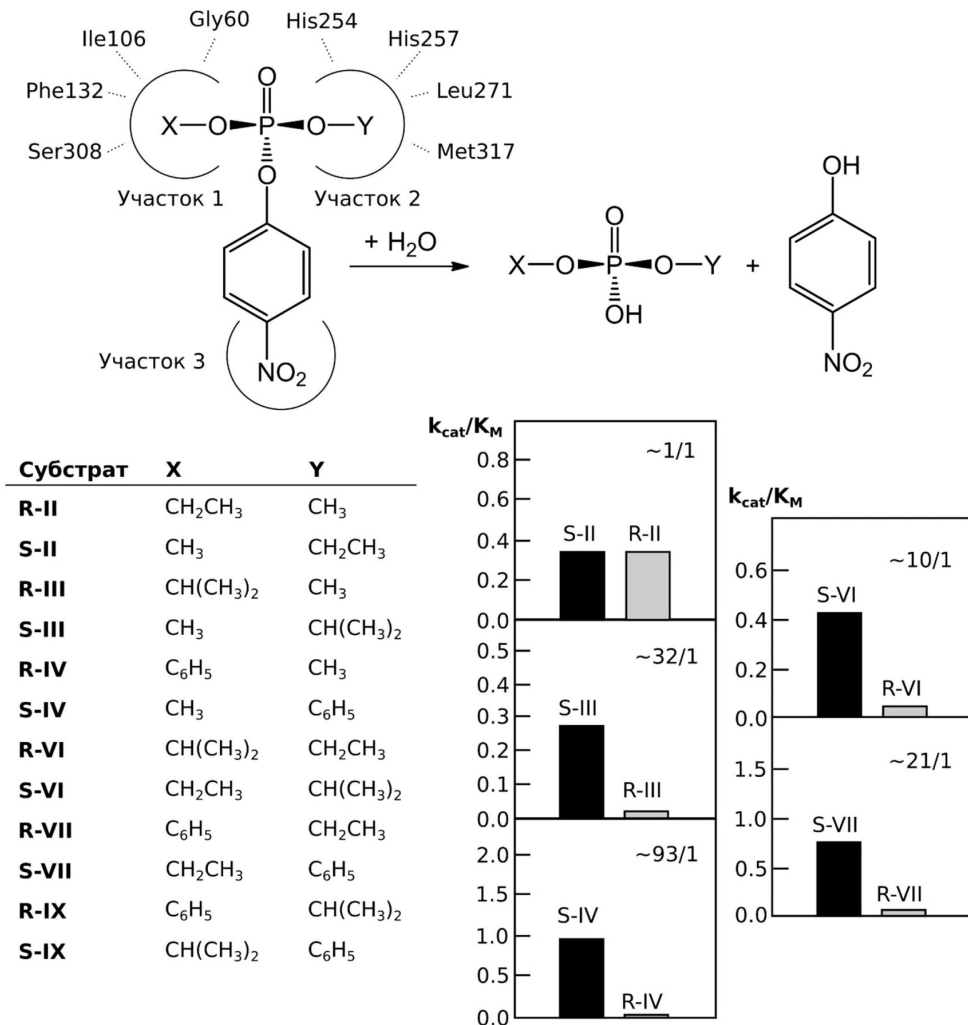 Gly60 His254
Ile106 His257
Phe132 Leu271
Ser308 Met317
O
X—O—P—O—Y
O
Участок 1 Участок 2
Участок 3
NO₂
+ H₂O
O
X—O—P—O—Y
OH
+
OH
NO₂
Субстрат X Y
R-II CH₂CH₃ CH₃
S-II CH₃ CH₂CH₃
R-III CH(CH₃)₂ CH₃
S-III CH₃ CH(CH₃)₂
R-IV C₆H₅ CH₃
S-IV CH₃ C₆H₅
R-VI CH(CH₃)₂ CH₂CH₃
S-VI CH₂CH₃ CH(CH₃)₂
R-VII C₆H₅ CH₂CH₃
S-VII CH₂CH₃ C₆H₅
R-IX C₆H₅ CH(CH₃)₂
S-IX CH(CH₃)₂ C₆H₅
k_cat/K_M
~1/1
0.8
0.6
S-II R-II
0.4
0.2
0.0
0.5
~32/1
0.4
0.3
S-III
0.2
R-III
0.1
0.0
2.0
~93/1
1.5
S-IV
1.0
0.5
R-IV
0.0
k_cat/K_M
~10/1
0.6
S-VI
0.4
0.2
R-VI
0.0
~21/1
1.5
1.0
S-VII
0.5
R-VII
0.0